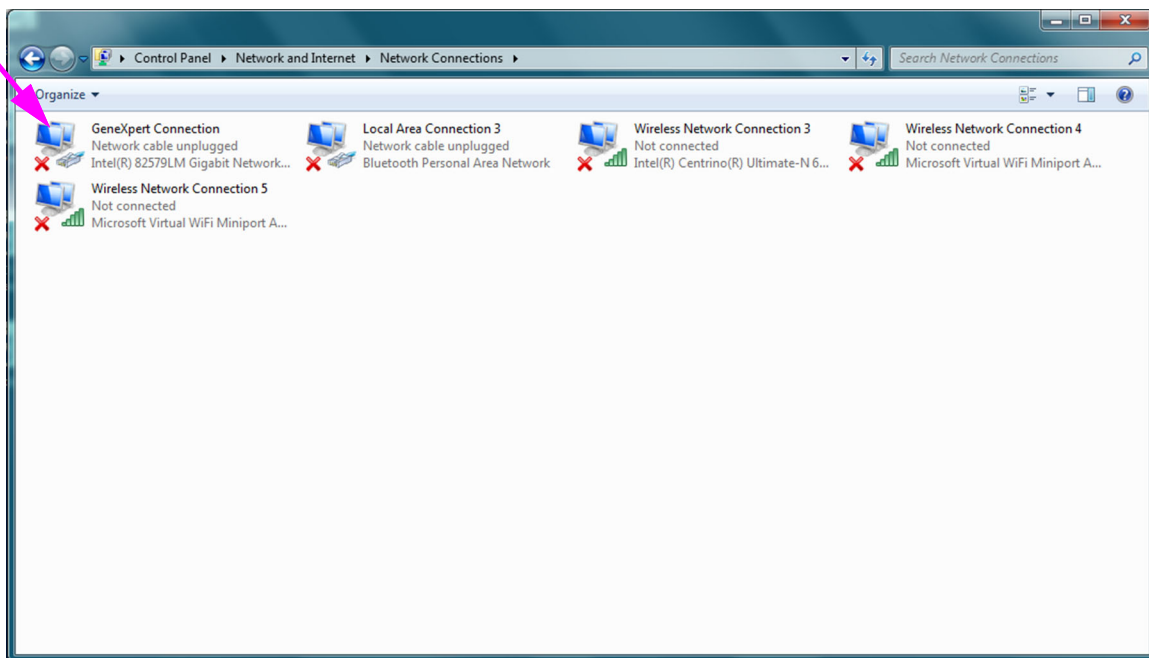 Control Panel Network and Internet Network Connections
Search Network Connections
Organize
GeneXpert Connection
Network cable unplugged
Intel(R) 82579LM Gigabit Network...
Local Area Connection 3
Network cable unplugged
Bluetooth Personal Area Network
Wireless Network Connection 3
Not connected
Intel(R) Centrino(R) Ultimate-N 6...
Wireless Network Connection 4
Not connected
Microsoft Virtual WiFi Miniport A...
Wireless Network Connection 5
Not connected
Microsoft Virtual WiFi Miniport A...